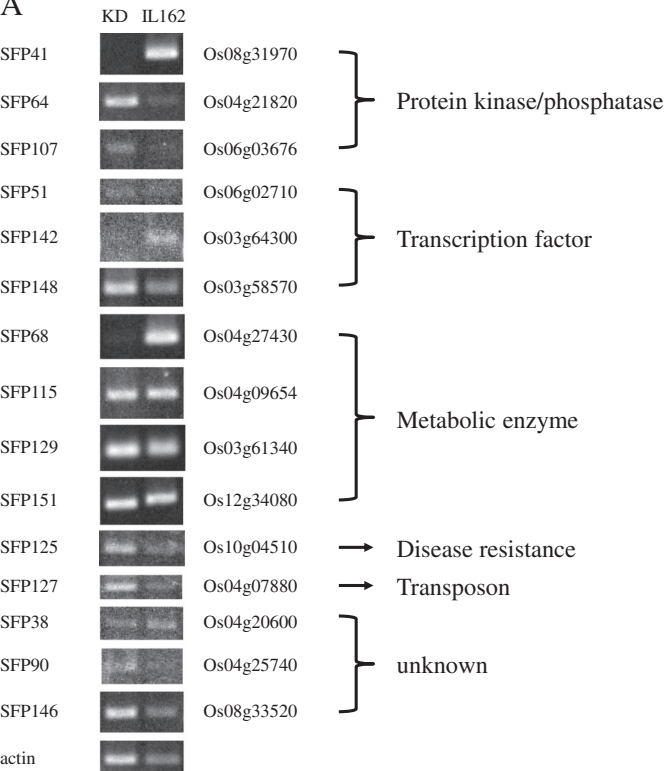 A
KD IL162
SFP41 Os08g31970
SFP64 Os04g21820 Protein kinase/phosphatase
SFP107 Os06g03676
SFP51 Os06g02710
SFP142 Os03g64300 Transcription factor
SFP148 Os03g58570
SFP68 Os04g27430
SFP115 Os04g09654
Metabolic enzyme
SFP129 Os03g61340
SFP151 Os12g34080
SFP125 Os10g04510 Disease resistance
SFP127 Os04g07880 Transposon
SFP38 Os04g20600
SFP90 Os04g25740 unknown
SFP146 Os08g33520
actin